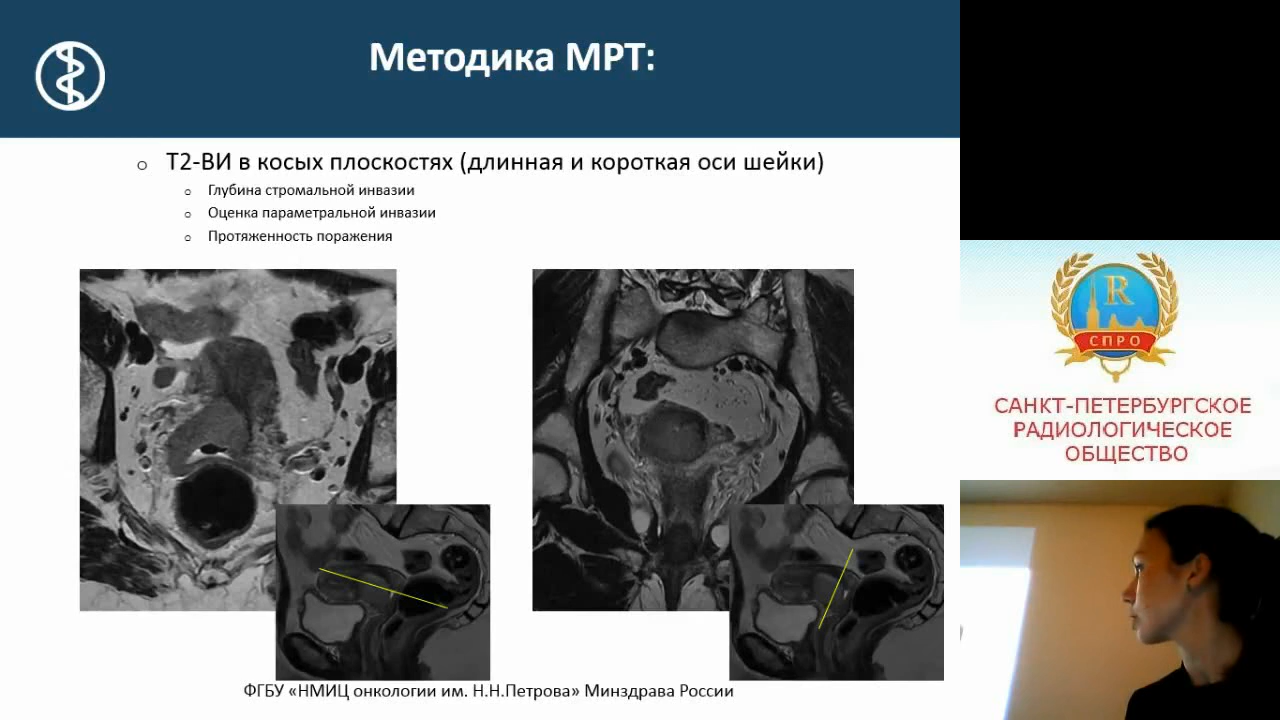 Методика МРТ:
Т2-ВИ в косых плоскостях (длинная и короткая оси шейки)
Глубина стромальной инвазии
Оценка параметральной инвазии
Протяженность поражения
ФГБУ «НМИЦ онкологии им. Н.Н.Петрова» Минздрава России
R
СПРО
САНКТ-ПЕТЕРБУРГСКОЕ
РАДИОЛОГИЧЕСКОЕ
ОБЩЕСТВО